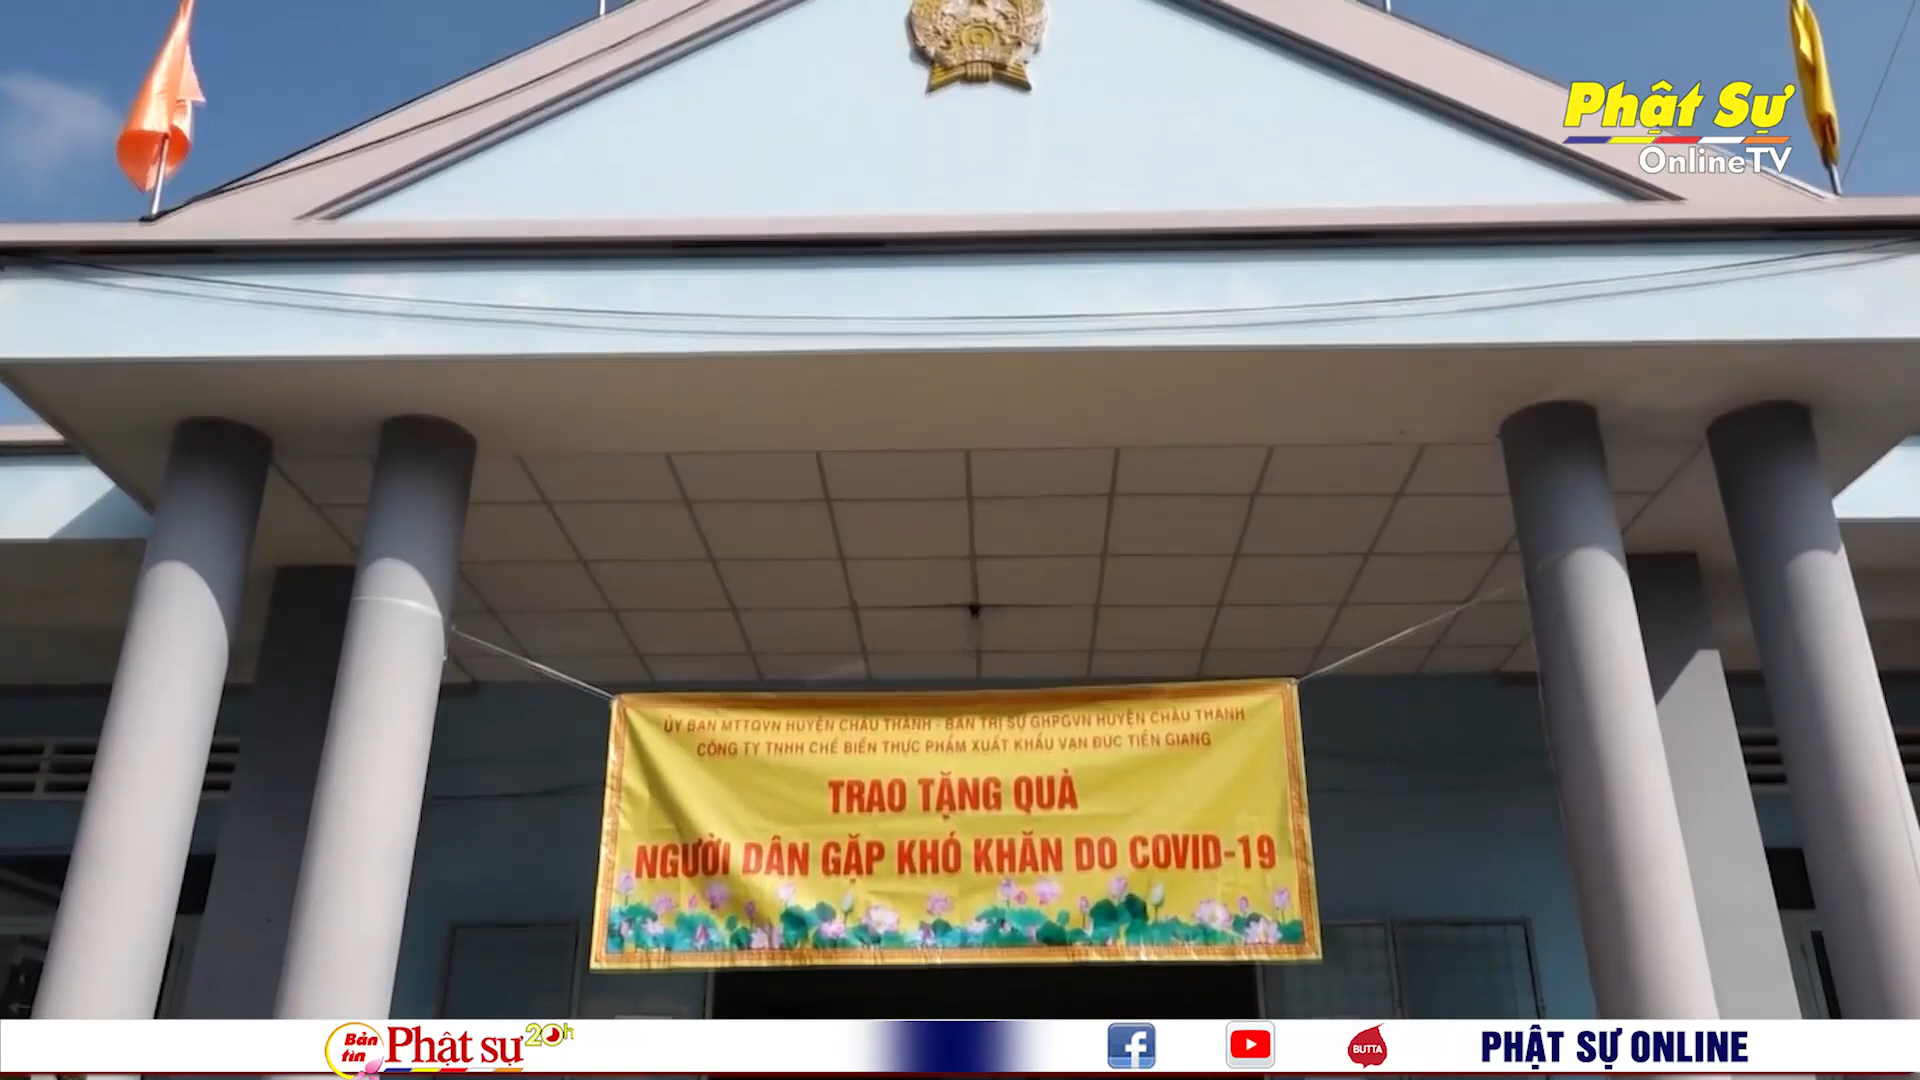 Phật Sự
OnlineTV
ỦY BAN MTTQVN HUYỆN CHÂU THÀNH - BAN TRỊ SỰ GHPGVN HUYỆN CHÂU THÀNH
CÔNG TY TNHH CHẾ BIẾN THỰC PHẨM XUẤT KHẨU VẠN ĐỨC TIỀN GIANG
TRAO TẶNG QUÀ
NGƯỜI DÂN GẶP KHÓ KHĂN DO COVID-19
Bản tin Phật sự 20h
BUTTA
PHẬT SỰ ONLINE